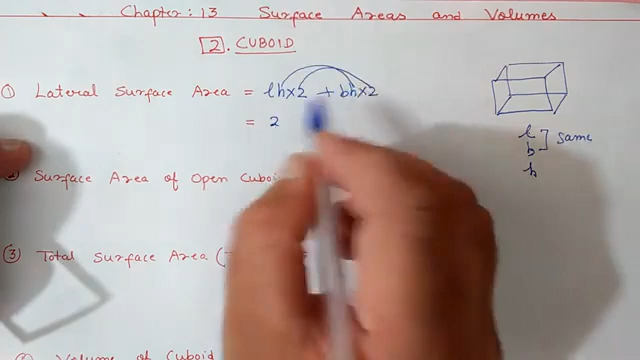 Chapter: 13 Surface Areas and Volumes
2. CUBOID
① Lateral Surface Area = lh×2 + bh×2
= 2
l
b ] same
h
② Surface Area of Open
③ Total Surface Area (
Volume of Cuboid